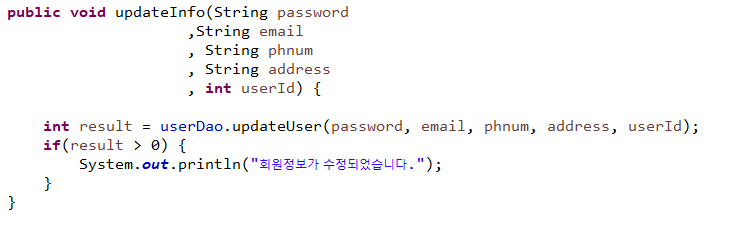 public void updateInfo(String password
,String email
, String phnum
, String address
, int userId) {
int result = userDao.updateUser(password, email, phnum, address, userId);
if(result > 0) {
System.out.println("회원정보가 수정되었습니다.");
}
}